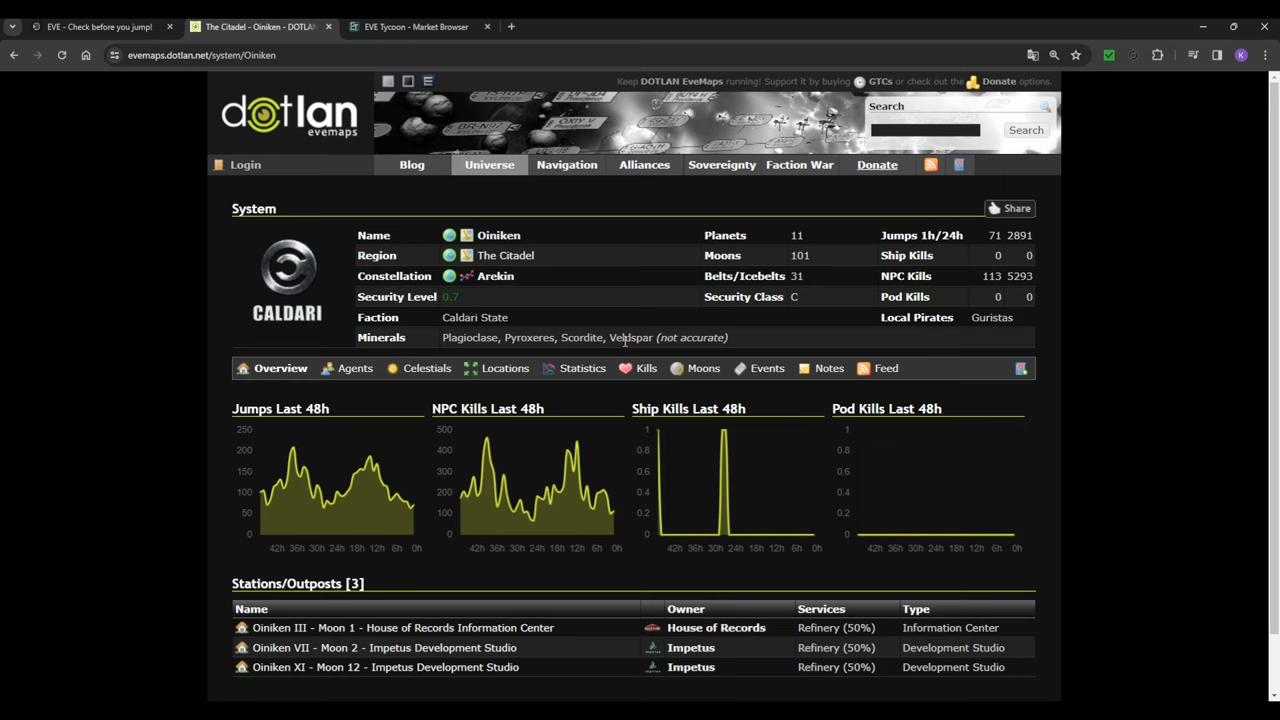 EVE - Check before you jump!
The Citadel - Oiniken - DOTLAN
EVE Tycoon - Market Browser
evemaps.dotlan.net/system/Oiniken
K
Keep DOTLAN EveMaps running! Support it by buying GTCs or check out the Donate options.
dotlan
evemaps
Search
Search
Login
Blog Universe Navigation Alliances Sovereignty Faction War Donate
System
Share
CALDARI
Name Oiniken Planets 11 Jumps 1h/24h 71 2891
Region The Citadel Moons 101 Ship Kills 0 0
Constellation Arekin Belts/Icebelts 31 NPC Kills 113 5293
Security Level 0.7 Security Class C Pod Kills 0 0
Faction Caldari State Local Pirates Guristas
Minerals Plagioclase, Pyroxeres, Scordite, Veldspar (not accurate)
Overview Agents Celestials Locations Statistics Kills Moons Events Notes Feed
Jumps Last 48h NPC Kills Last 48h Ship Kills Last 48h Pod Kills Last 48h
250 500 1 1
200 400 0.8 0.8
150 300 0.6 0.6
100 200 0.4 0.4
50 100 0.2 0.2
0 0 0 0
42h 36h 30h 24h 18h 12h 6h 0h 42h 36h 30h 24h 18h 12h 6h 0h 42h 36h 30h 24h 18h 12h 6h 0h 42h 36h 30h 24h 18h 12h 6h 0h
Stations/Outposts [3]
Name Owner Services Type
Oiniken III - Moon 1 - House of Records Information Center House of Records Refinery (50%) Information Center
Oiniken VII - Moon 2 - Impetus Development Studio Impetus Refinery (50%) Development Studio
Oiniken XI - Moon 12 - Impetus Development Studio Impetus Refinery (50%) Development Studio